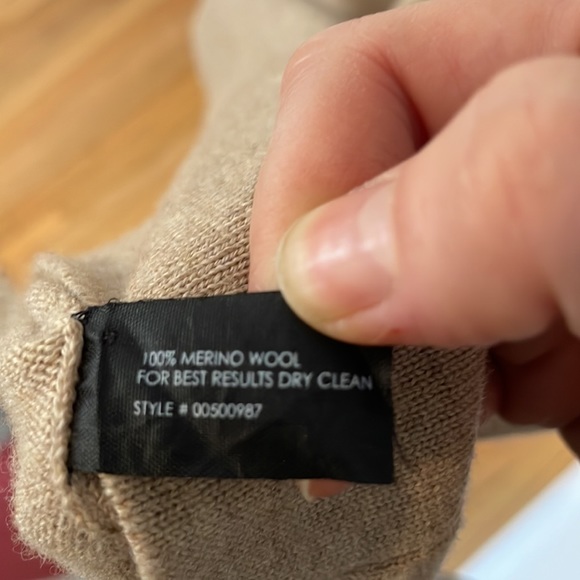 100% MERINO WOOL
FOR BEST RESULTS DRY CLEAN
STYLE # 00500987